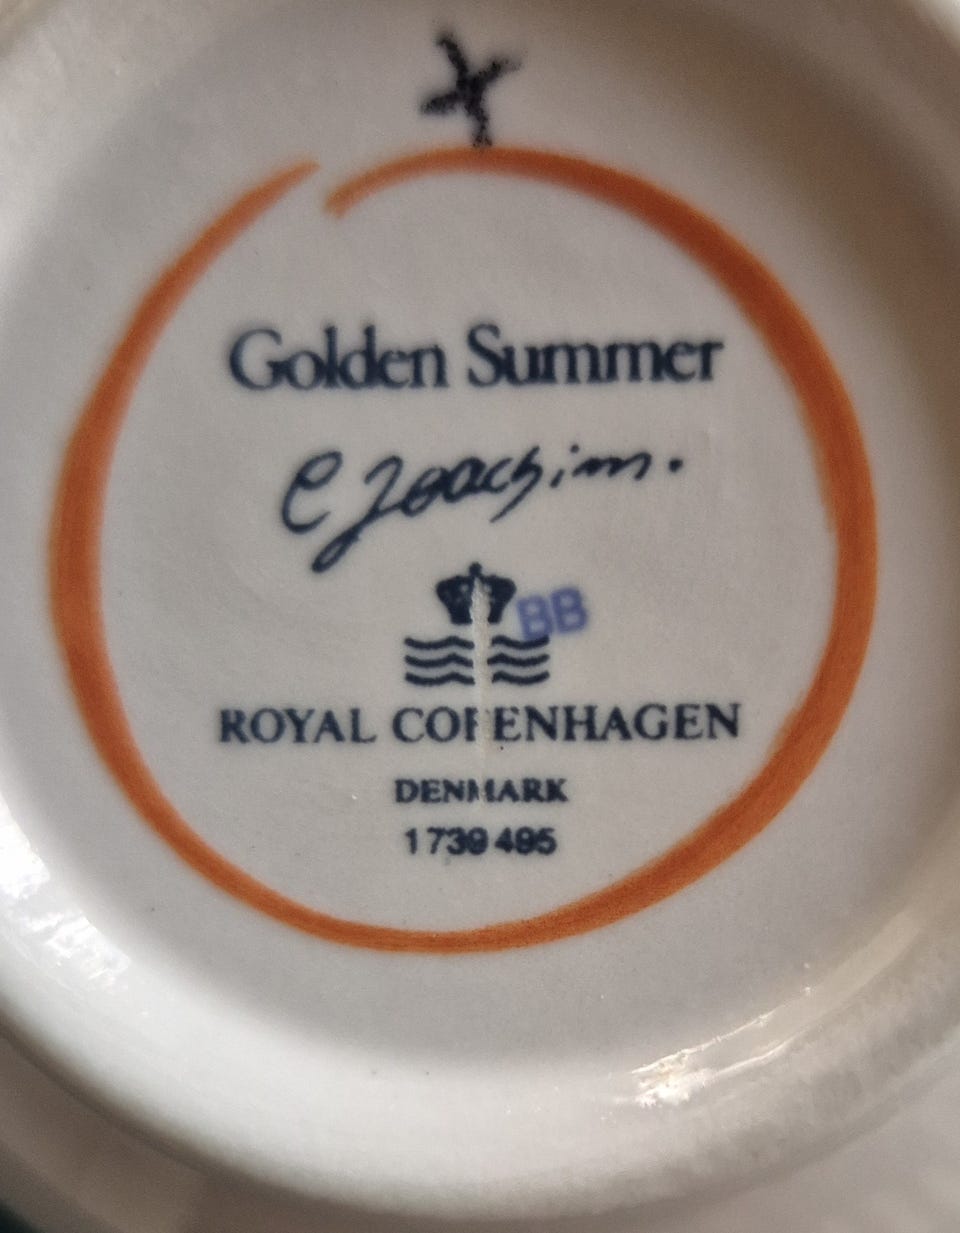 Golden Summer
C Joachim.
BB
ROYAL COPENHAGEN
DENMARK
1739 495